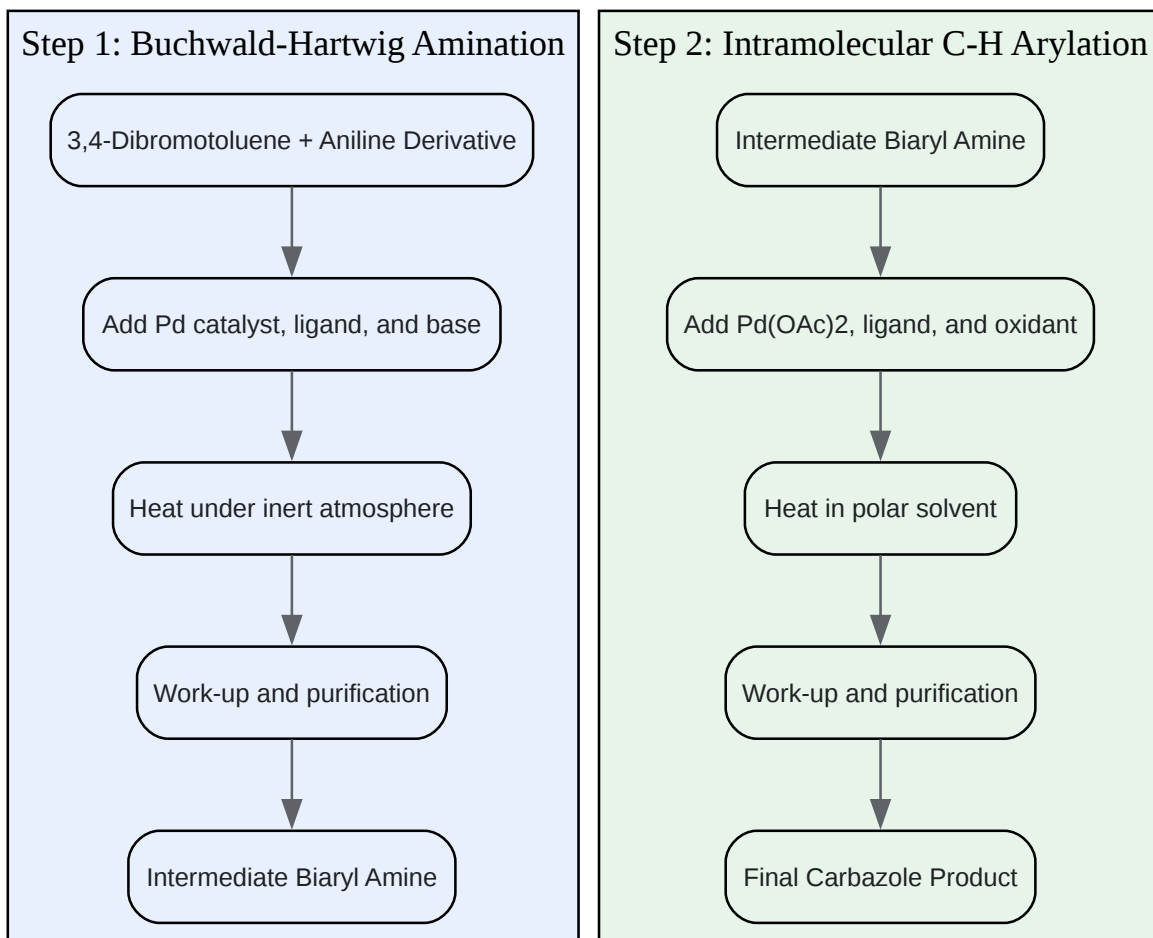 Step 1: Buchwald-Hartwig Amination
3,4-Dibromotoluene + Aniline Derivative
Add Pd catalyst, ligand, and base
Heat under inert atmosphere
Work-up and purification
Intermediate Biaryl Amine
Step 2: Intramolecular C-H Arylation
Intermediate Biaryl Amine
Add Pd(OAc)2, ligand, and oxidant
Heat in polar solvent
Work-up and purification
Final Carbazole Product